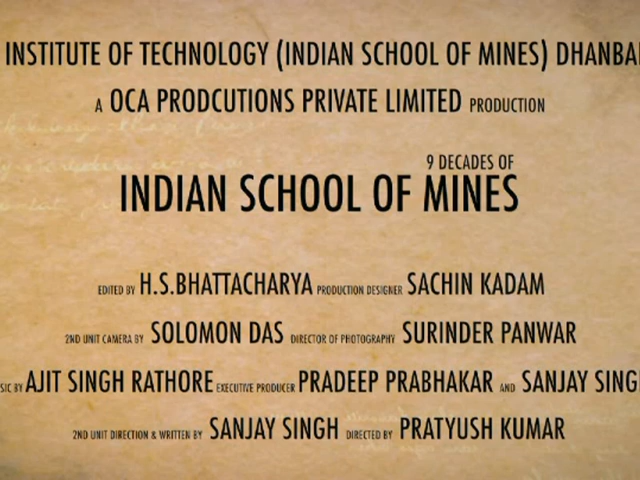 INSTITUTE OF TECHNOLOGY (INDIAN SCHOOL OF MINES) DHANBA
A OCA PRODCUTIONS PRIVATE LIMITED PRODUCTION
9 DECADES OF
INDIAN SCHOOL OF MINES
EDITED BY H.S.BHATTACHARYA PRODUCTION DESIGNER SACHIN KADAM
2ND UNIT CAMERA BY SOLOMON DAS DIRECTOR OF PHOTOGRAPHY SURINDER PANWAR
SIC BY AJIT SINGH RATHORE EXECUTIVE PRODUCER PRADEEP PRABHAKAR AND SANJAY SING
2ND UNIT DIRECTION & WRITTEN BY SANJAY SINGH DIRECTED BY PRATYUSH KUMAR